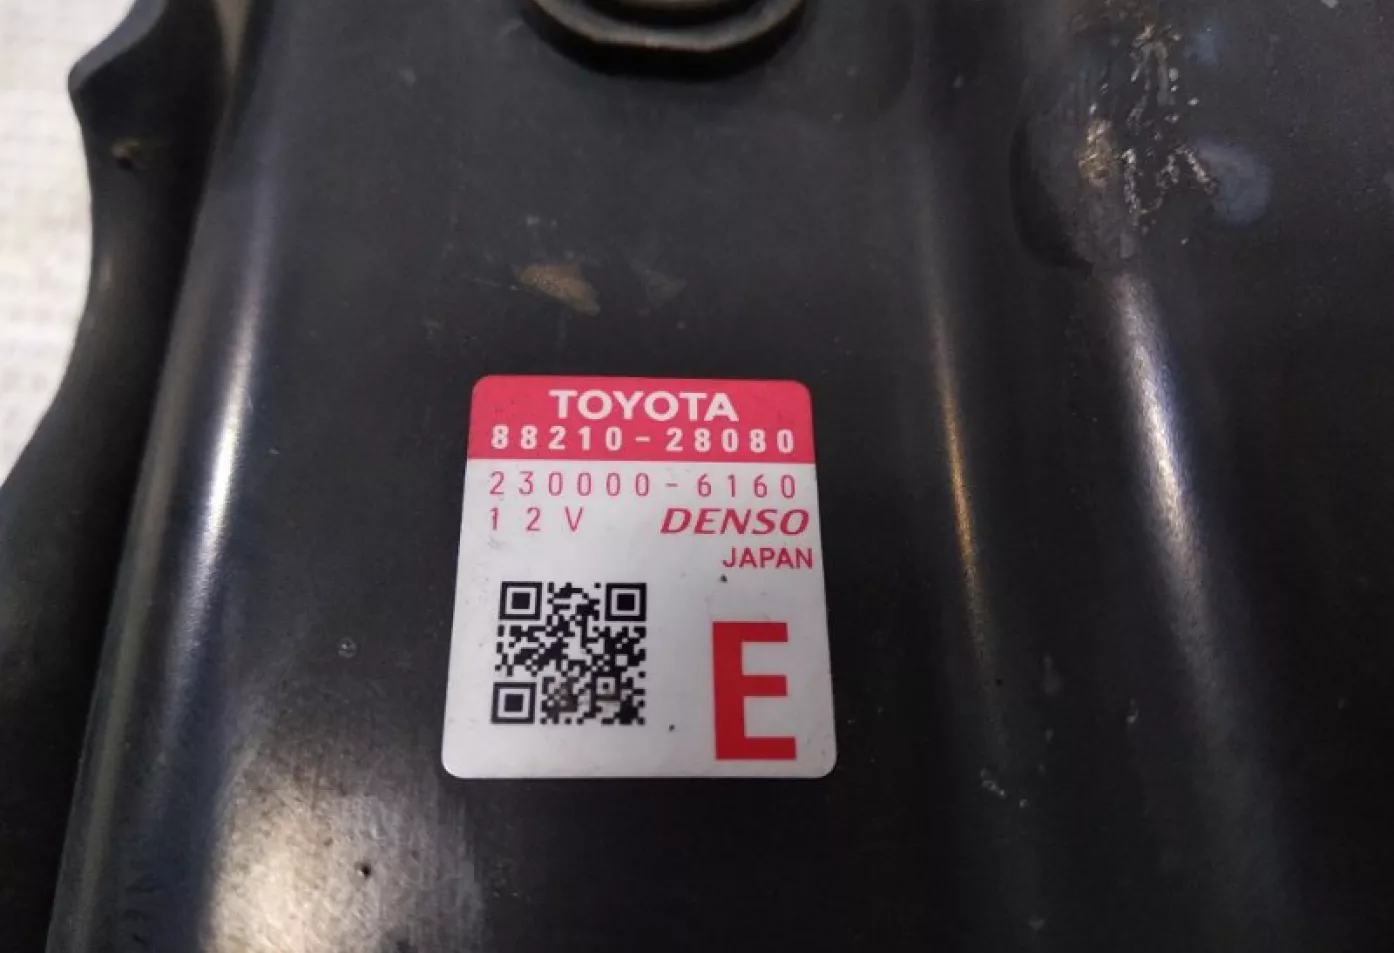 TOYOTA
88210-28080
230000-6160
12V DENSO
JAPAN
E